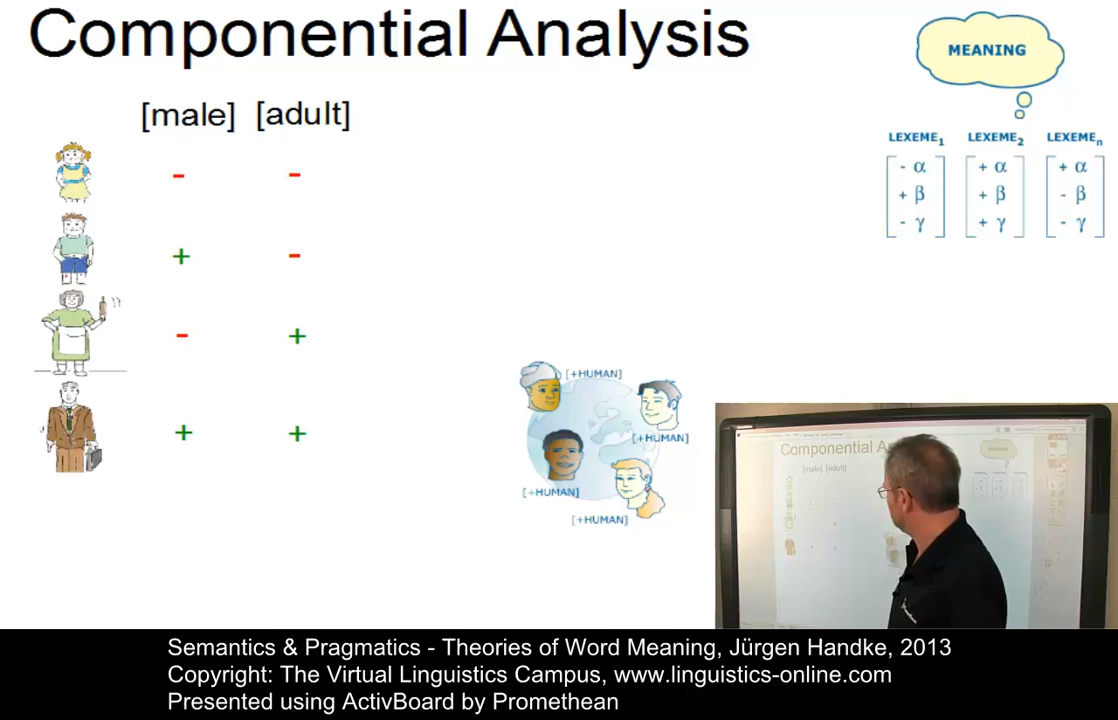 Componential Analysis
MEANING
[male] [adult]
LEXEME1 LEXEME2 LEXEMEn
- α + α + α
+ β + β - β
- γ + γ - γ
- -
+ -
- +
+ +
[+HUMAN]
[+HUMAN]
[+HUMAN]
[+HUMAN]
Componential A
[male] [adult]
Semantics & Pragmatics - Theories of Word Meaning, Jürgen Handke, 2013
Copyright: The Virtual Linguistics Campus, www.linguistics-online.com
Presented using ActivBoard by Promethean